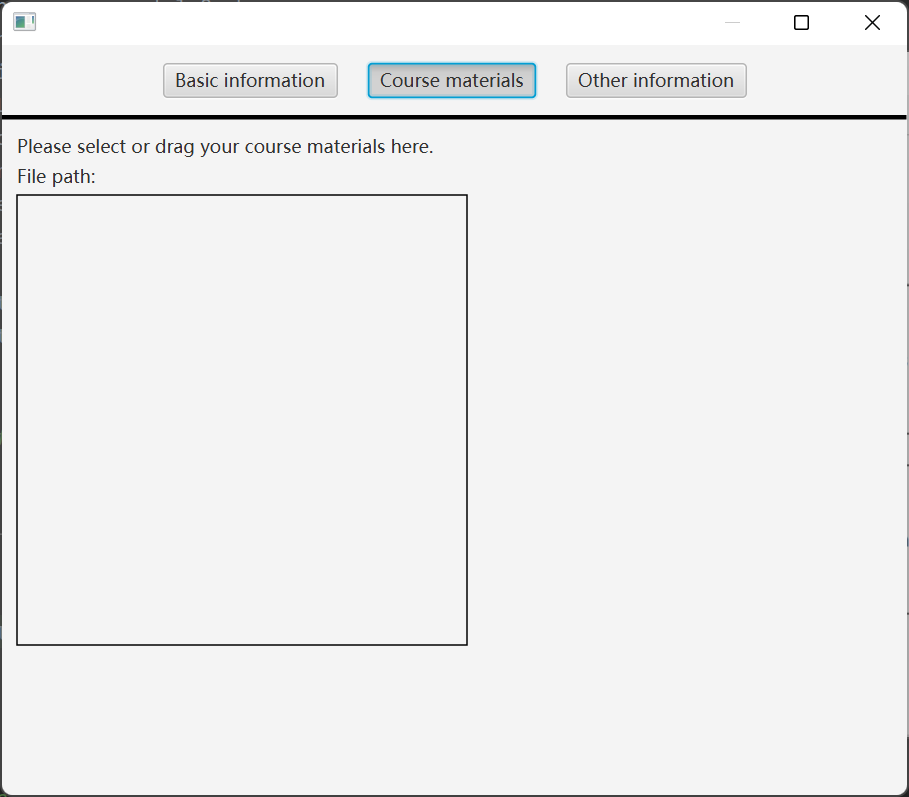 Basic information Course materials Other information
Please select or drag your course materials here.
File path: